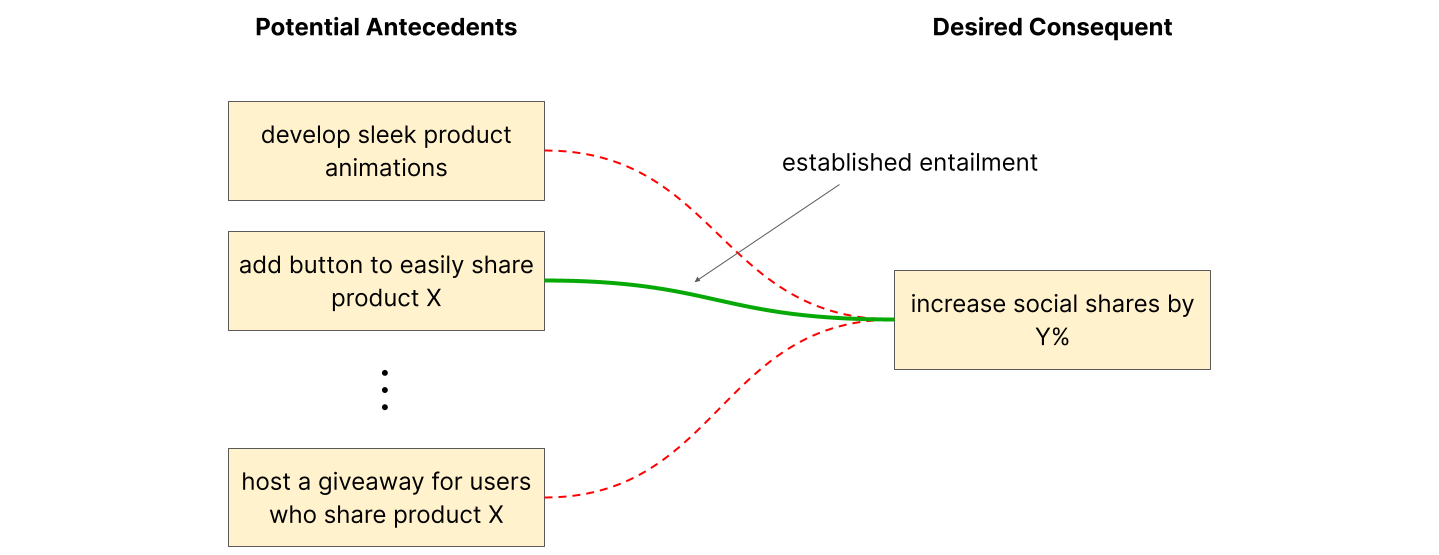 Potential Antecedents
Desired Consequent
develop sleek product
animations
established entailment
add button to easily share
product X
increase social shares by
Y%
host a giveaway for users
who share product X